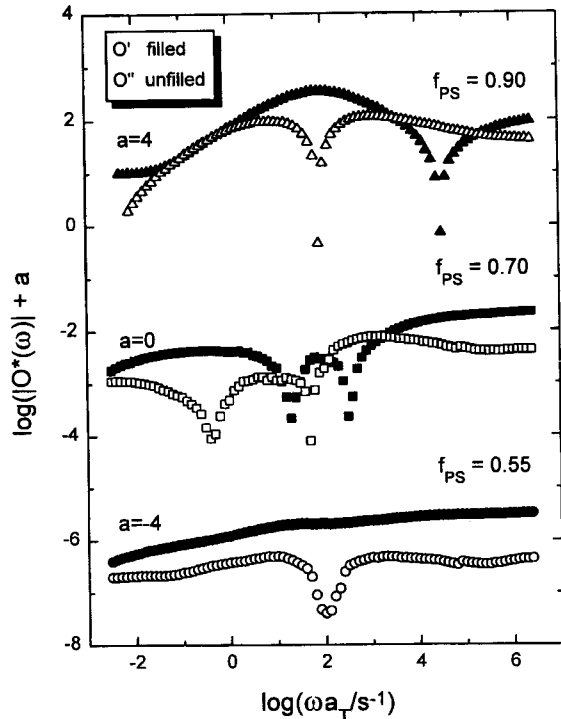 4
2
0
-2
-4
-6
-8
log(|O*(ω)| + a
O' filled
O" unfilled
f_PS = 0.90
a=4
f_PS = 0.70
a=0
f_PS = 0.55
a=-4
-2
0
2
4
6
log(ωa_T/s⁻¹)